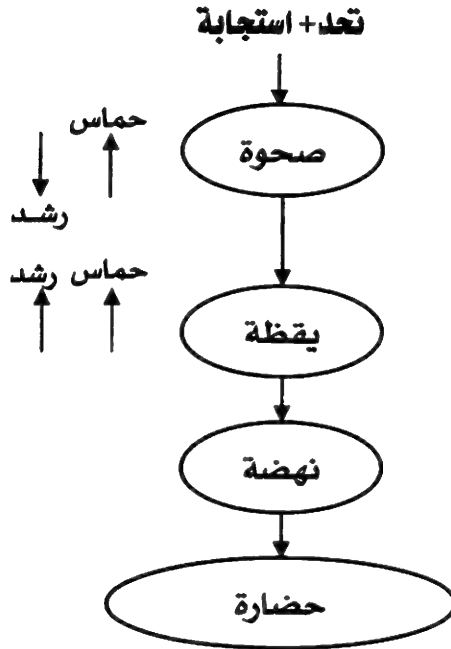 تحد + استجابة
حماس
صحوة
رشد
حماس رشد
يقظة
نهضة
حضارة